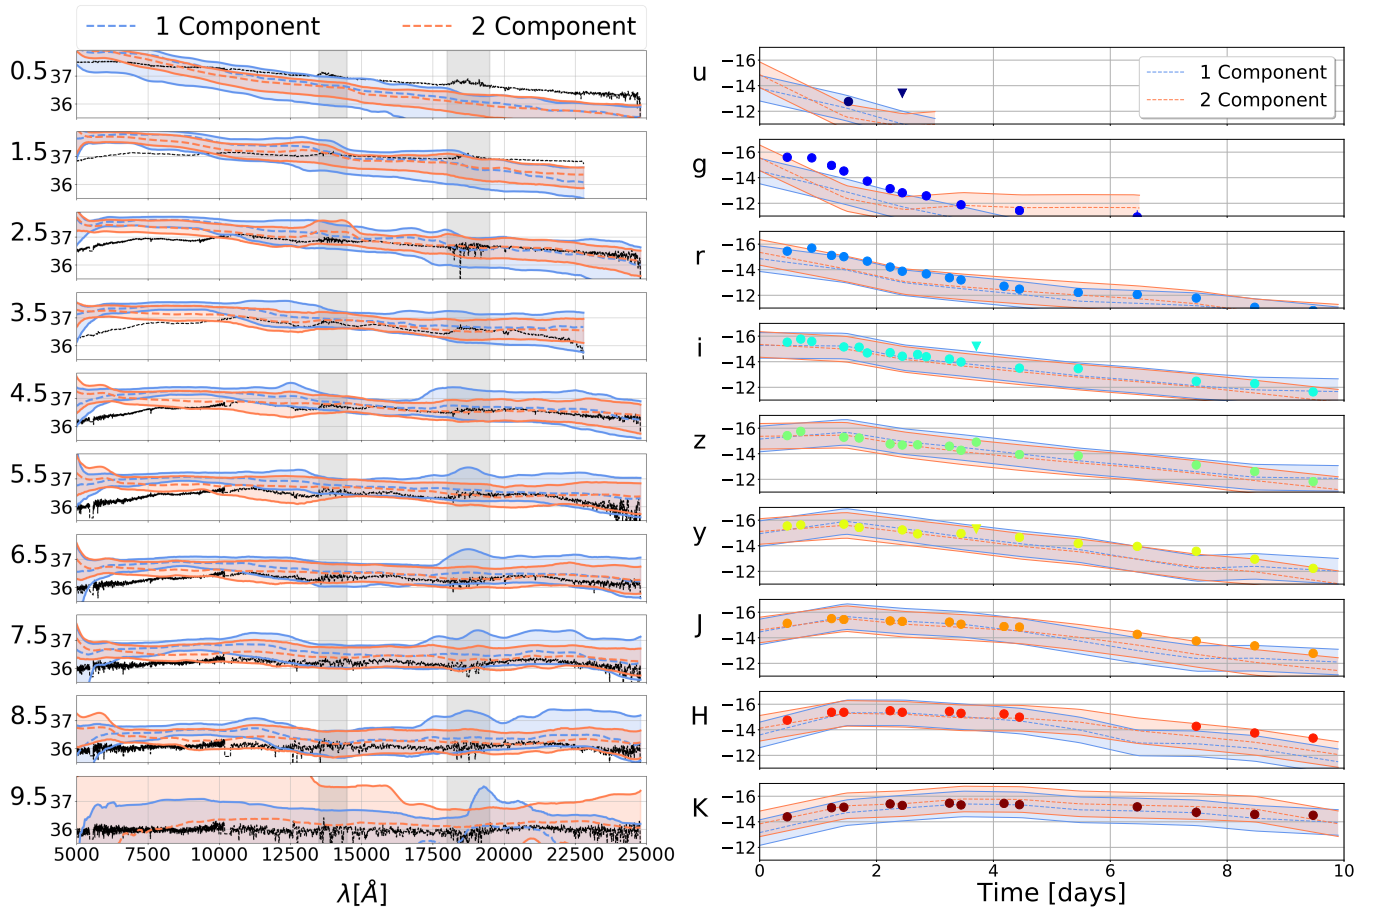 1 Component 2 Component
0.5 37 36
1.5 37 36
2.5 37 36
3.5 37 36
4.5 37 36
5.5 37 36
6.5 37 36
7.5 37 36
8.5 37 36
9.5 37 36
5000 7500 10000 12500 15000 17500 20000 22500 25000
λ[Å]
1 Component
2 Component
u −16 −14 −12
g −16 −14 −12
r −16 −14 −12
i −16 −14 −12
z −16 −14 −12
y −16 −14 −12
J −16 −14 −12
H −16 −14 −12
K −16 −14 −12
0 2 4 6 8 10
Time [days]